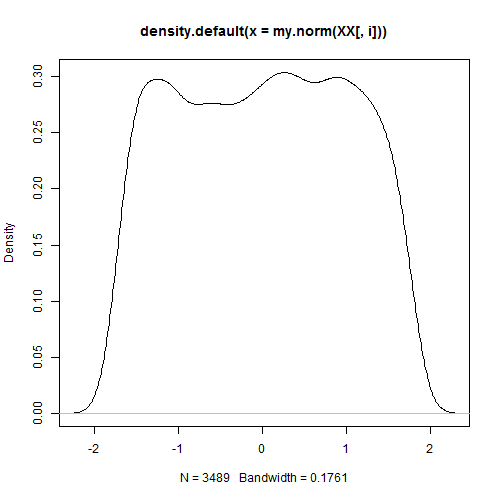 density.default(x = my.norm(XX[, i]))
Density
0.30
0.25
0.20
0.15
0.10
0.05
0.00
-2 -1 0 1 2
N = 3489 Bandwidth = 0.1761